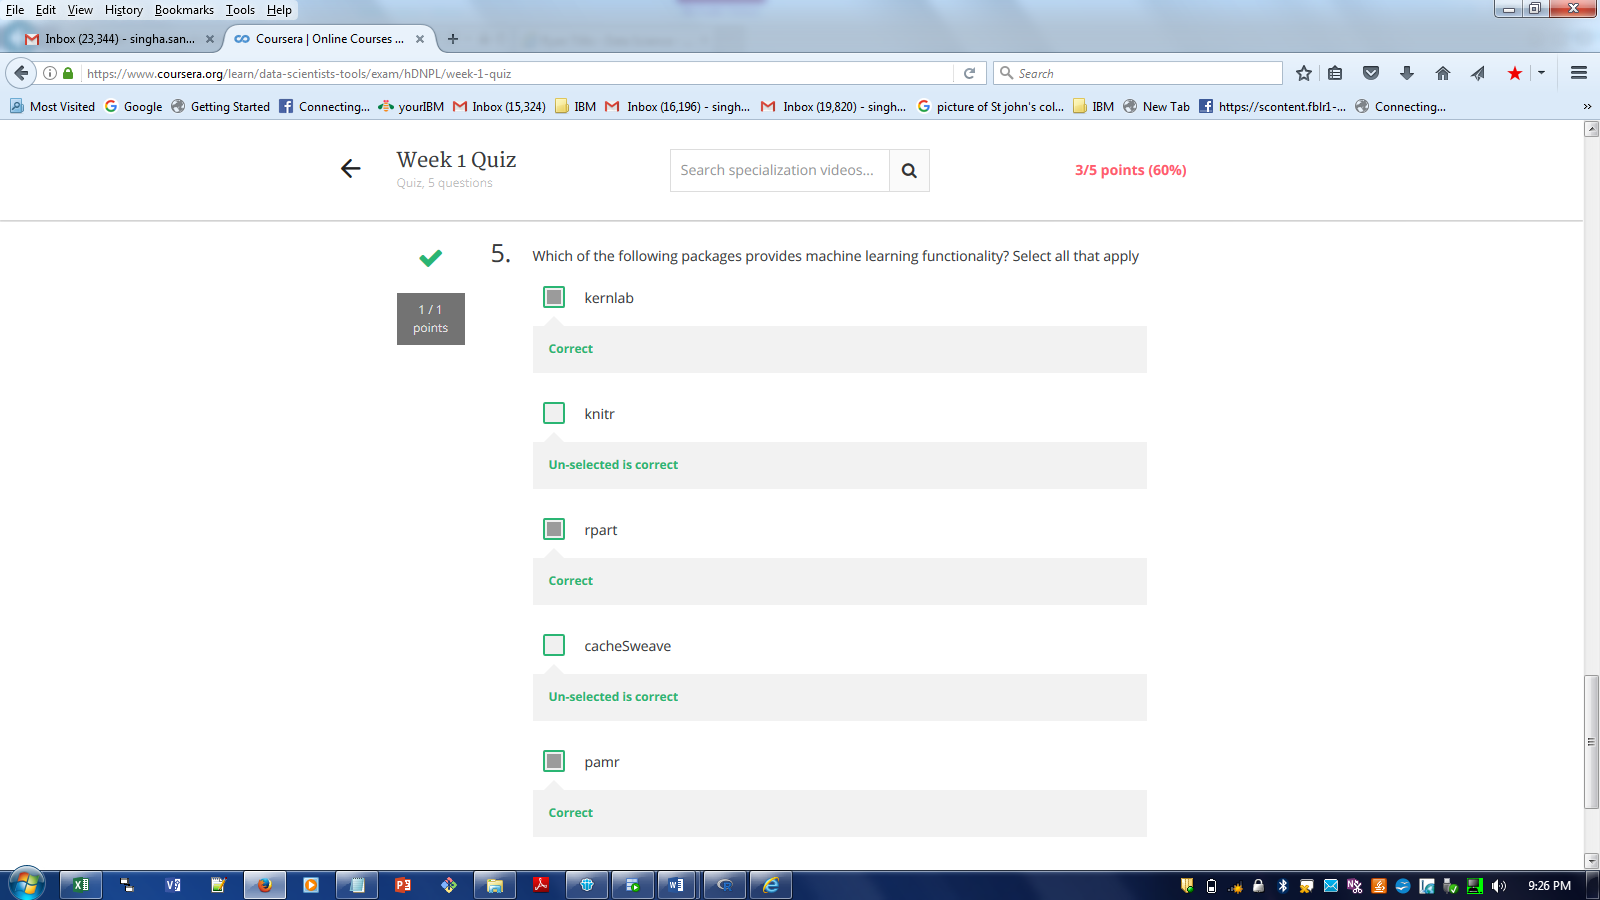 File Edit View History Bookmarks Tools Help
Inbox (23,344) - singha.san... Coursera | Online Courses ...
https://www.coursera.org/learn/data-scientists-tools/exam/hDNPL/week-1-quiz Search
Most Visited Google Getting Started Connecting... yourIBM Inbox (15,324) IBM Inbox (16,196) - singh... Inbox (19,820) - singh... picture of St john's col... IBM New Tab https://scontent.fblr1-... Connecting...
Week 1 Quiz
Quiz, 5 questions
Search specialization videos...
3/5 points (60%)
5. Which of the following packages provides machine learning functionality? Select all that apply
1 / 1
points
kernlab
Correct
knitr
Un-selected is correct
rpart
Correct
cacheSweave
Un-selected is correct
pamr
Correct
9:26 PM